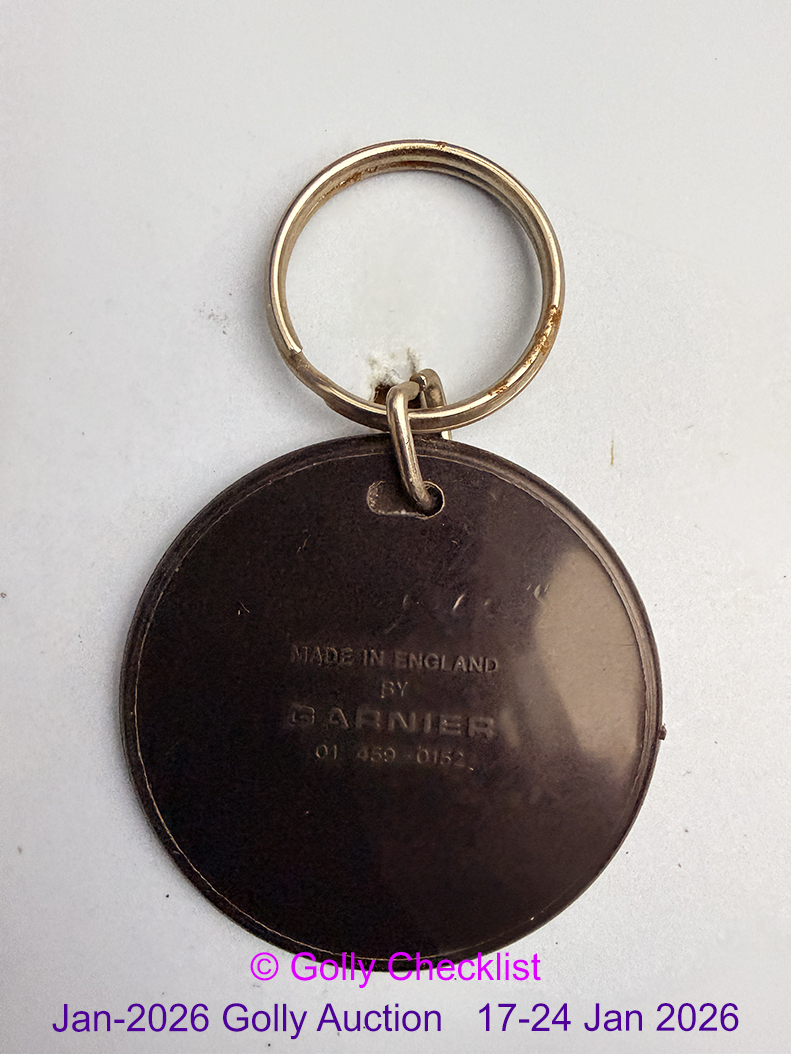 MADE IN ENGLAND
BY
GARNIER
01 459 0152
© Golly Checklist
Jan-2026 Golly Auction 17-24 Jan 2026